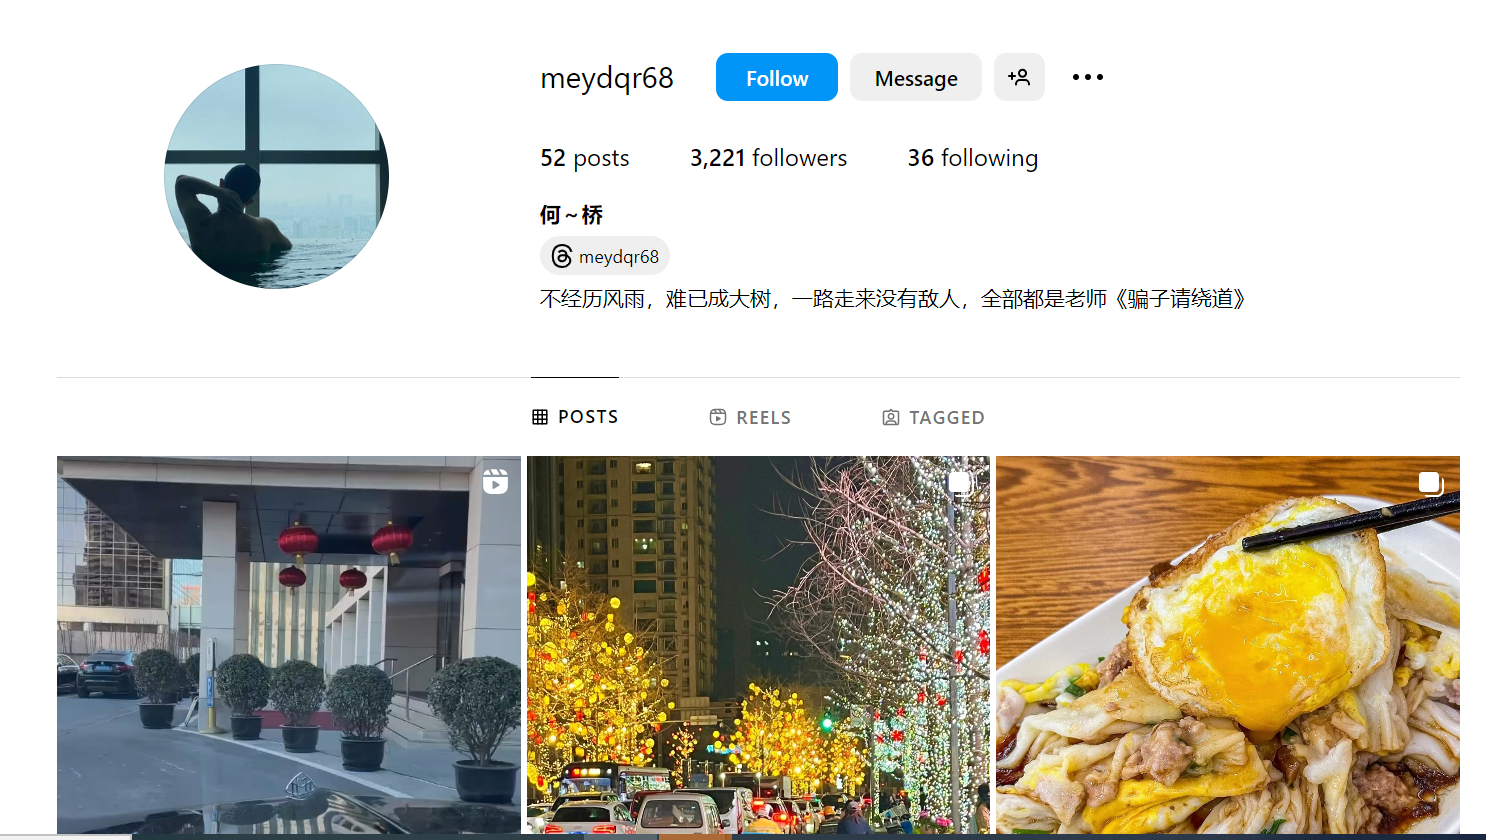 meydqr68 Follow Message
52 posts 3,221 followers 36 following
何~桥
meydqr68
不经历风雨，难已成大树，一路走来没有敌人，全部都是老师《骗子请绕道》
POSTS REELS TAGGED